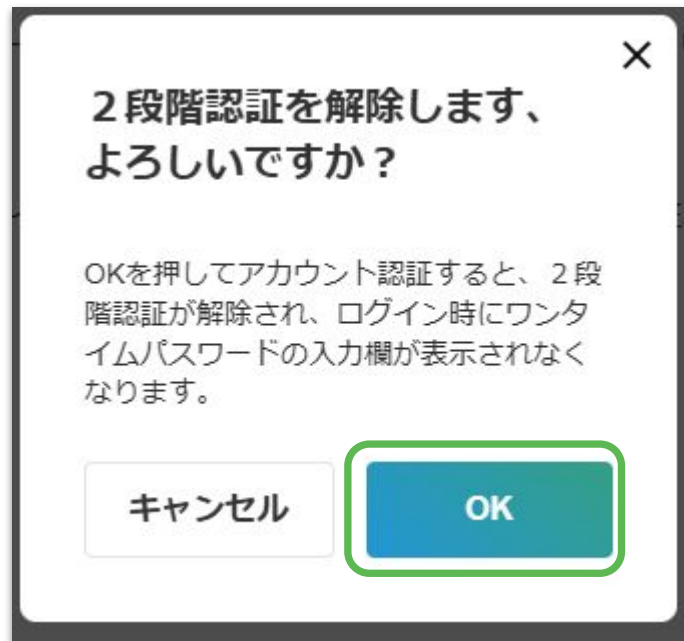 ２段階認証を解除します、
よろしいですか？
OKを押してアカウント認証すると、２段
階認証が解除され、ログイン時にワンタ
イムパスワードの入力欄が表示されなく
なります。
キャンセル
OK